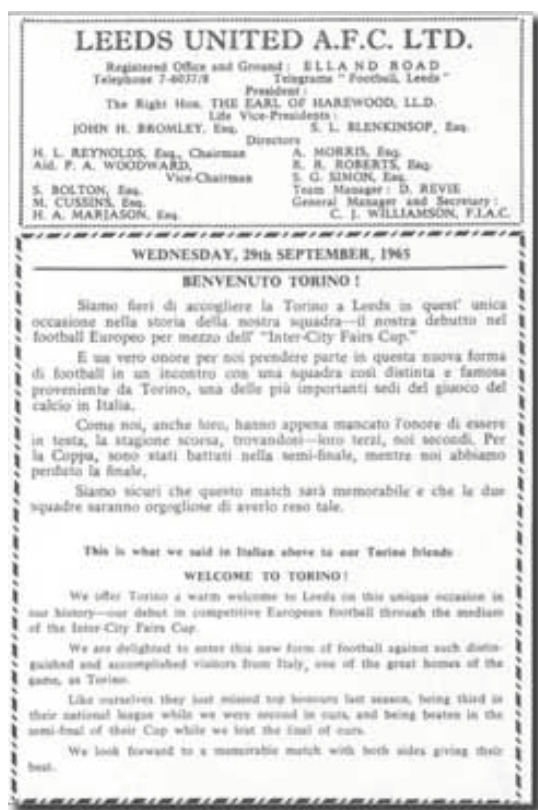 LEEDS UNITED A.F.C. LTD.
Registered Office and Ground: ELLAND ROAD
Telephone 7-6037/8 Telegrams "Football, Leeds"
President:
The Right Hon. THE EARL OF HAREWOOD, LL.D.
Life Vice-Presidents:
JOHN H. BROMLEY, Esq. S. L. BLENKINSOP, Esq.
Directors
H. L. REYNOLDS, Esq., Chairman A. MORRIS, Esq.
Ald. P. A. WOODWARD, R. R. ROBERTS, Esq.
Vice-Chairman S. G. SIMON, Esq.
S. BOLTON, Esq. Team Manager: D. REVIE
M. CUSSINS, Esq. General Manager and Secretary:
H. A. MARJASON, Esq. C. J. WILLIAMSON, F.I.A.C.
WEDNESDAY, 29th SEPTEMBER, 1965
BENVENUTO TORINO!
Siamo fieri di accogliere la Torino a Leeds in quest' unica
occasione nella storia della nostra squadra—il nostra debutto nel
football Europeo per mezzo dell' "Inter-City Fairs Cup."
E un vero onore per noi prendere parte in questa nuova forma
di football in un incontro con una squadra così distinta e famosa
proveniente da Torino, una delle più importanti sedi del giuoco del
calcio in Italia.
Come noi, anche loro, hanno appena mancato l'onore di essere
in testa, la stagione scorsa, trovandosi—loro terzi, noi secondi. Per
la Coppa, sono stati battuti nella semi-finale, mentre noi abbiamo
perduto la finale,
Siamo sicuri che questo match sarà memorabile e che le due
squadre saranno orgogliose di averlo reso tale.
This is what we said in Italian above to our Torino friends
WELCOME TO TORINO!
We offer Torino a warm welcome to Leeds on this unique occasion in
our history—our debut in competitive European football through the medium
of the Inter-City Fairs Cup.
We are delighted to enter this new form of football against such distin-
guished and accomplished visitors from Italy, one of the great homes of the
game, as Torino.
Like ourselves they just missed top honours last season, being third in
their national league while we were second in ours, and being beaten in the
semi-final of their Cup while we lost the final of ours.
We look forward to a memorable match with both sides giving their
best.